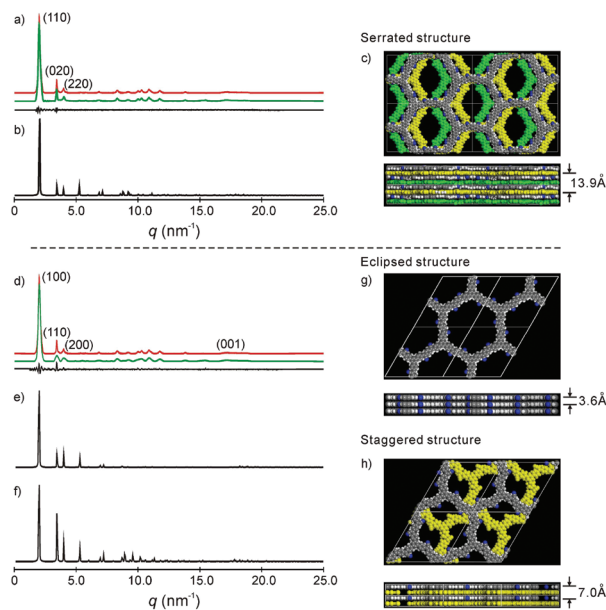 a)
(110)
(020)
(220)
b)
0
5.0
10.0
15.0
20.0
25.0
q (nm⁻¹)
Serrated structure
c)
13.9Å
d)
(100)
(110)
(200)
(001)
e)
f)
0
5.0
10.0
15.0
20.0
25.0
q (nm⁻¹)
Eclipsed structure
g)
3.6Å
Staggered structure
h)
7.0Å